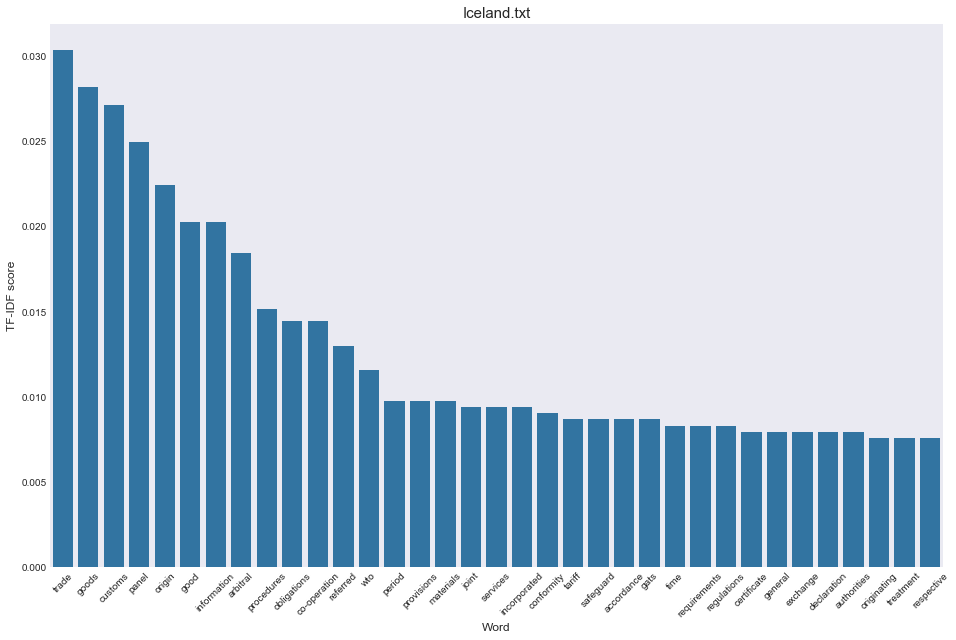 Iceland.txt
TF-IDF score
0.030
0.025
0.020
0.015
0.010
0.005
0.000
trade goods customs panel origin good information arbitral procedures obligations co-operation referred wto period provisions materials joint services incorporated conformity tariff safeguard accordance gats time requirements regulations certificate general exchange declaration authorities originating treatment respective
Word